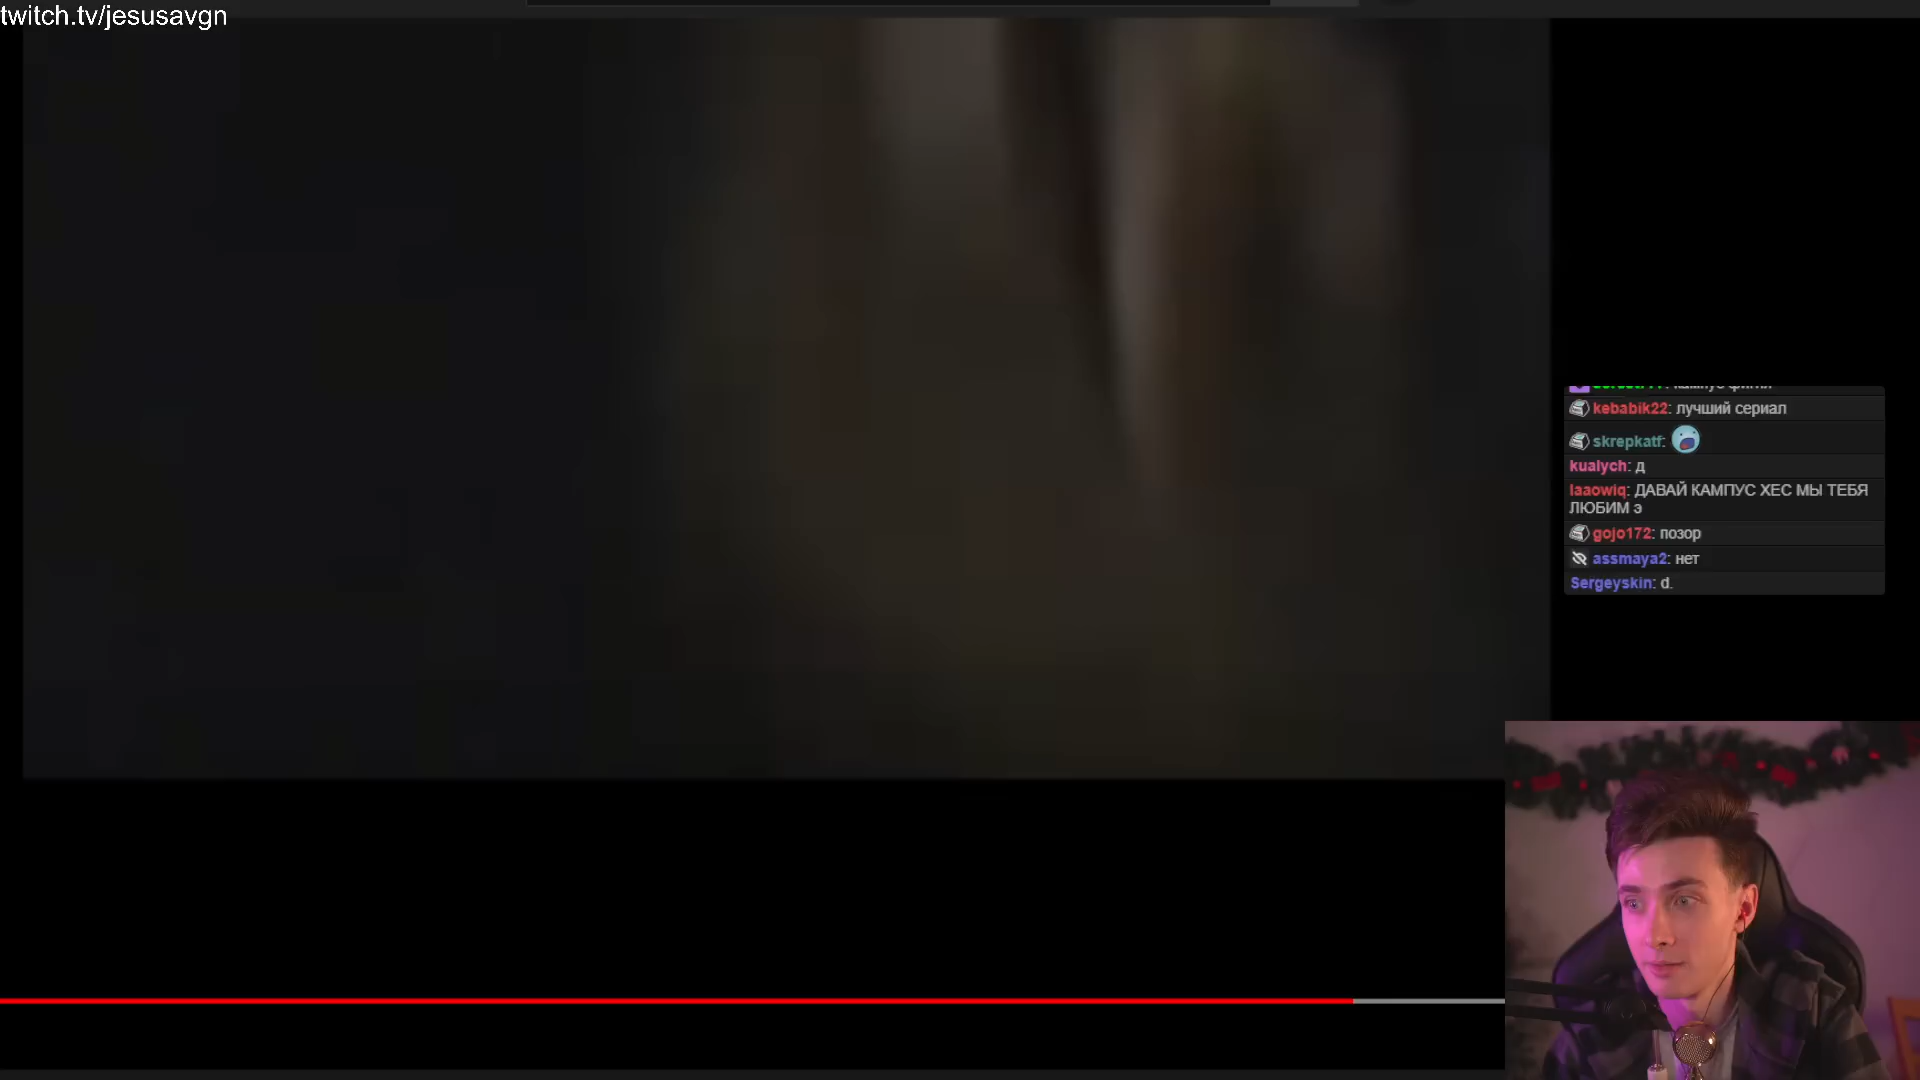 twitch.tv/jesusavgn
kebabik22: лучший сериал
skrepkatf:
kualych: д
laaowiq: ДАВАЙ КАМПУС ХЕС МЫ ТЕБЯ
ЛЮБИМ э
gojo172: позор
assmaya2: нет
Sergeyskin: d.